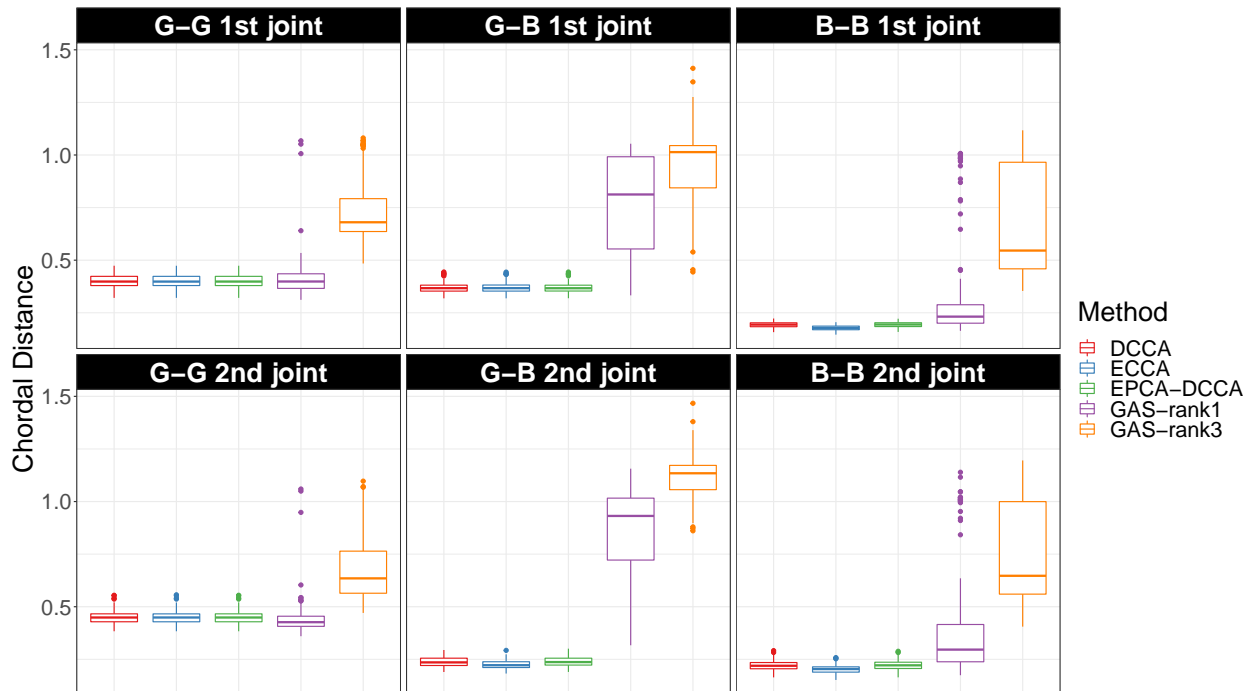 G−G 1st joint
G−B 1st joint
B−B 1st joint
1.5
1.0
0.5
G−G 2nd joint
G−B 2nd joint
B−B 2nd joint
1.5
1.0
0.5
Chordal Distance
Method
DCCA
ECCA
EPCA−DCCA
GAS−rank1
GAS−rank3